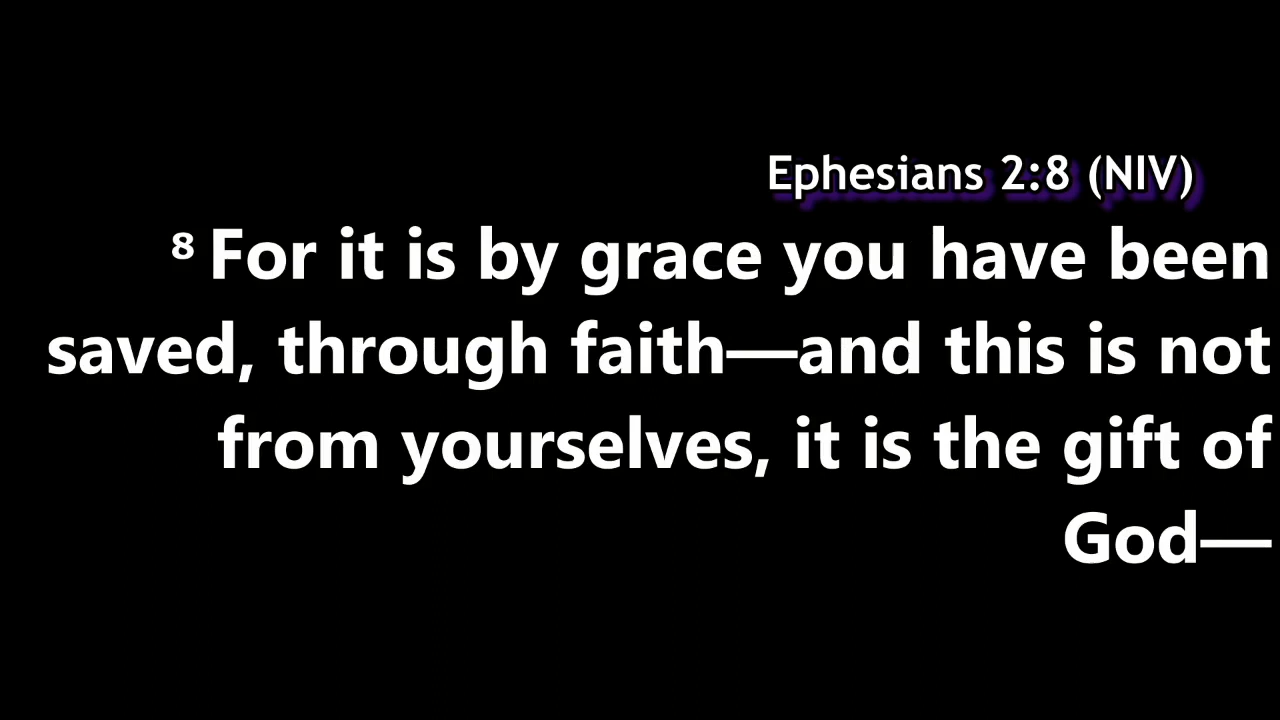 Ephesians 2:8 (NIV)
⁸ For it is by grace you have been
saved, through faith—and this is not
from yourselves, it is the gift of
God—